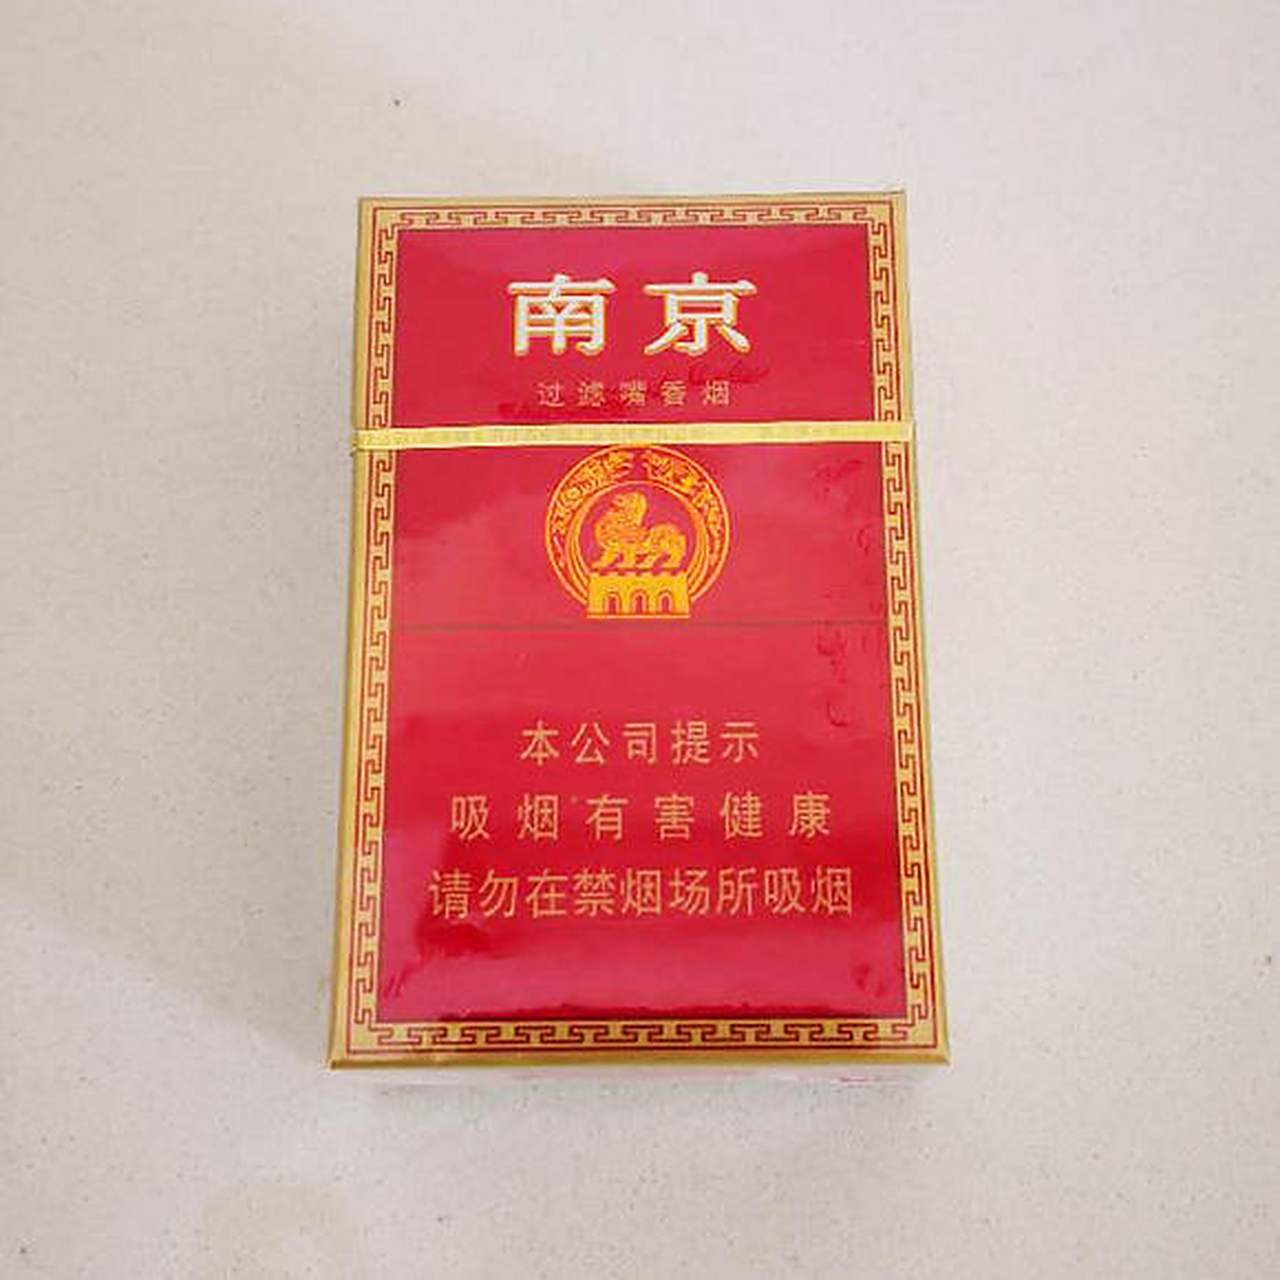 南京
过滤嘴香烟
本公司提示
吸烟有害健康
请勿在禁烟场所吸烟